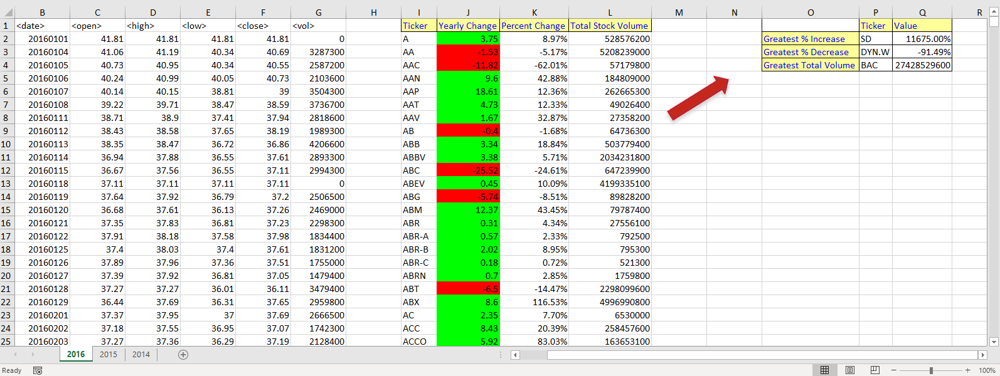 B C D E F G H I J K L M N O P Q R
1 <date> <open> <high> <low> <close> <vol> Ticker Yearly Change Percent Change Total Stock Volume Ticker Value
2 20160101 41.81 41.81 41.81 41.81 0 A 3.75 8.97% 528576200 Greatest % Increase SD 11675.00%
3 20160104 41.06 41.19 40.34 40.69 3287300 AA -1.53 -5.17% 5208239000 Greatest % Decrease DYN.W -91.49%
4 20160105 40.73 40.95 40.34 40.55 2587200 AAC -11.82 -62.01% 57179800 Greatest Total Volume BAC 27428529600
5 20160106 40.24 40.99 40.05 40.73 2103600 AAN 9.6 42.88% 184809000
6 20160107 40.14 40.15 38.81 39 3504300 AAP 18.61 12.36% 262665300
7 20160108 39.22 39.71 38.47 38.59 3736700 AAT 4.73 12.33% 49026400
8 20160111 38.71 38.9 37.41 37.94 2818600 AAV 1.67 32.87% 27358200
9 20160112 38.43 38.58 37.65 38.19 1989300 AB -0.4 -1.68% 64736300
10 20160113 38.35 38.47 36.72 36.86 4206600 ABB 3.34 18.84% 503779400
11 20160114 36.94 37.88 36.55 37.61 2893300 ABBV 3.38 5.71% 2034231800
12 20160115 36.67 37.56 36.55 37.11 2994300 ABC -25.52 -24.61% 647239900
13 20160118 37.11 37.11 37.11 37.11 0 ABEV 0.45 10.09% 4199335100
14 20160119 37.64 37.92 36.79 37.2 2506500 ABG -5.74 -8.51% 89828200
15 20160120 36.68 37.61 36.13 37.26 2469000 ABM 12.37 43.45% 79787400
16 20160121 37.35 37.83 36.81 37.23 2298300 ABR 0.31 4.34% 27556100
17 20160122 37.91 38.18 37.58 37.98 1834400 ABR-A 0.57 2.33% 792500
18 20160125 37.4 38.03 37.4 37.61 1831200 ABR-B 2.02 8.95% 795300
19 20160126 37.89 37.96 37.36 37.51 1755000 ABR-C 0.18 0.72% 521300
20 20160127 37.39 37.92 36.81 37.05 1479400 ABRN 0.7 2.85% 1759800
21 20160128 37.27 37.27 36.01 36.11 3479400 ABT -6.5 -14.47% 2298099600
22 20160129 36.44 37.69 36.31 37.65 2959800 ABX 8.6 116.53% 4996990800
23 20160201 37.37 37.95 37 37.69 2666500 AC 2.35 7.70% 6530000
24 20160202 37.18 37.55 36.95 37.07 1742300 ACC 8.43 20.39% 258457600
25 20160203 37.27 37.36 36.29 37.19 2128400 ACCO 5.92 83.03% 163653100
2016 2015 2014
Ready 100%